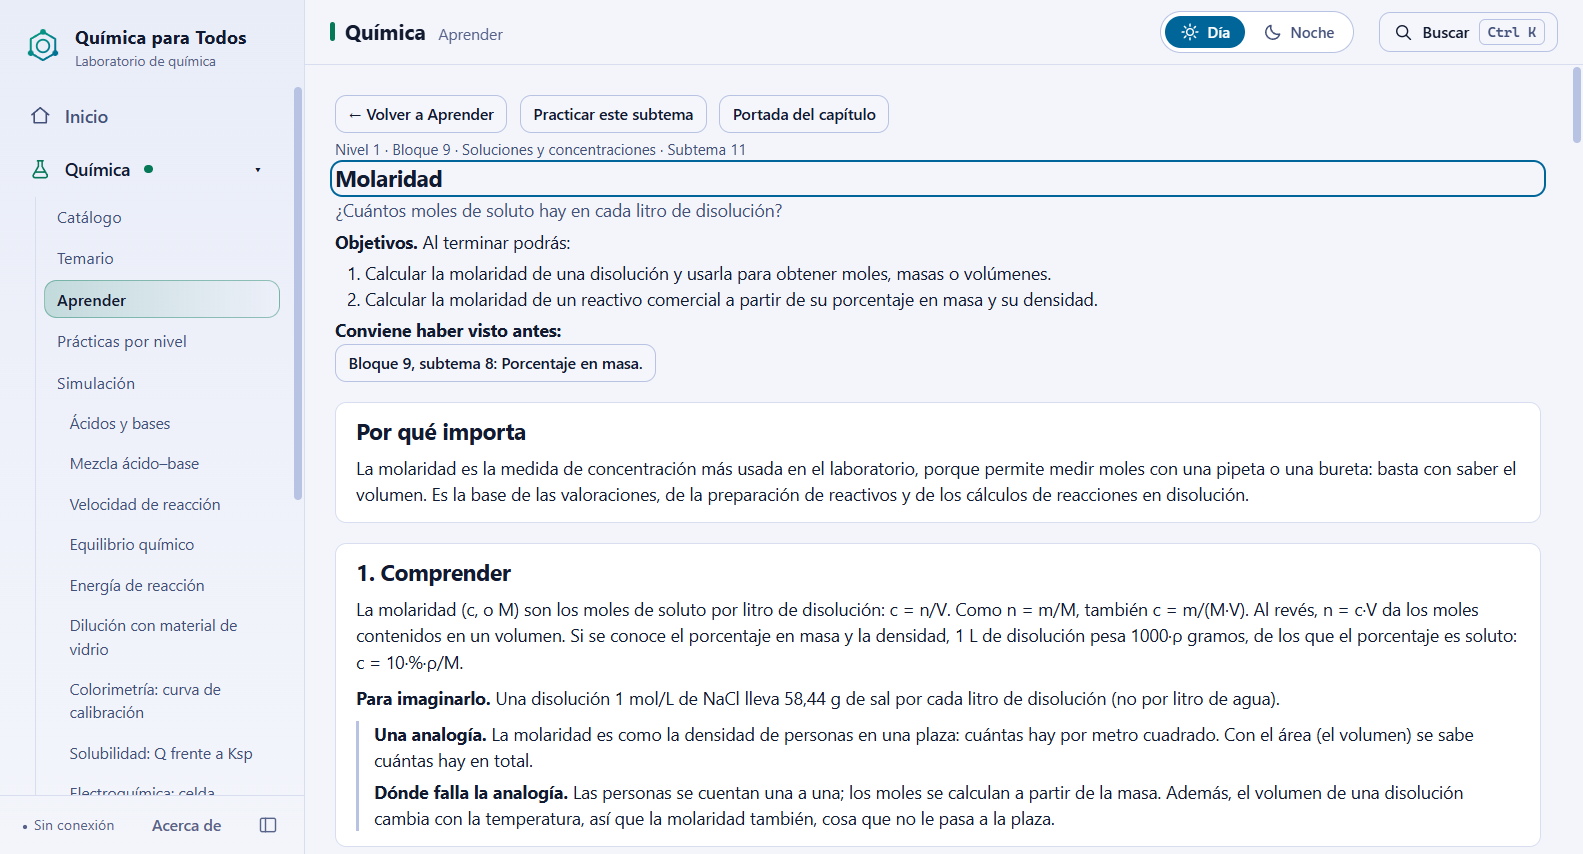 Química para Todos
Laboratorio de química
Inicio
Química
Catálogo
Temario
Aprender
Prácticas por nivel
Simulación
Ácidos y bases
Mezcla ácido–base
Velocidad de reacción
Equilibrio químico
Energía de reacción
Dilución con material de
vidrio
Colorimetría: curva de
calibración
Solubilidad: Q frente a Ksp
Electroquímica: celda
Sin conexión
Acerca de
Química Aprender
Día
Noche
Buscar Ctrl K
← Volver a Aprender
Practicar este subtema
Portada del capítulo
Nivel 1 · Bloque 9 · Soluciones y concentraciones · Subtema 11
Molaridad
¿Cuántos moles de soluto hay en cada litro de disolución?
Objetivos. Al terminar podrás:
1. Calcular la molaridad de una disolución y usarla para obtener moles, masas o volúmenes.
2. Calcular la molaridad de un reactivo comercial a partir de su porcentaje en masa y su densidad.
Conviene haber visto antes:
Bloque 9, subtema 8: Porcentaje en masa.
Por qué importa
La molaridad es la medida de concentración más usada en el laboratorio, porque permite medir moles con una pipeta o una bureta: basta con saber el
volumen. Es la base de las valoraciones, de la preparación de reactivos y de los cálculos de reacciones en disolución.
1. Comprender
La molaridad (c, o M) son los moles de soluto por litro de disolución: c = n/V. Como n = m/M, también c = m/(M·V). Al revés, n = c·V da los moles
contenidos en un volumen. Si se conoce el porcentaje en masa y la densidad, 1 L de disolución pesa 1000·ρ gramos, de los que el porcentaje es soluto:
c = 10·%·ρ/M.
Para imaginarlo. Una disolución 1 mol/L de NaCl lleva 58,44 g de sal por cada litro de disolución (no por litro de agua).
Una analogía. La molaridad es como la densidad de personas en una plaza: cuántas hay por metro cuadrado. Con el área (el volumen) se sabe
cuántas hay en total.
Dónde falla la analogía. Las personas se cuentan una a una; los moles se calculan a partir de la masa. Además, el volumen de una disolución
cambia con la temperatura, así que la molaridad también, cosa que no le pasa a la plaza.